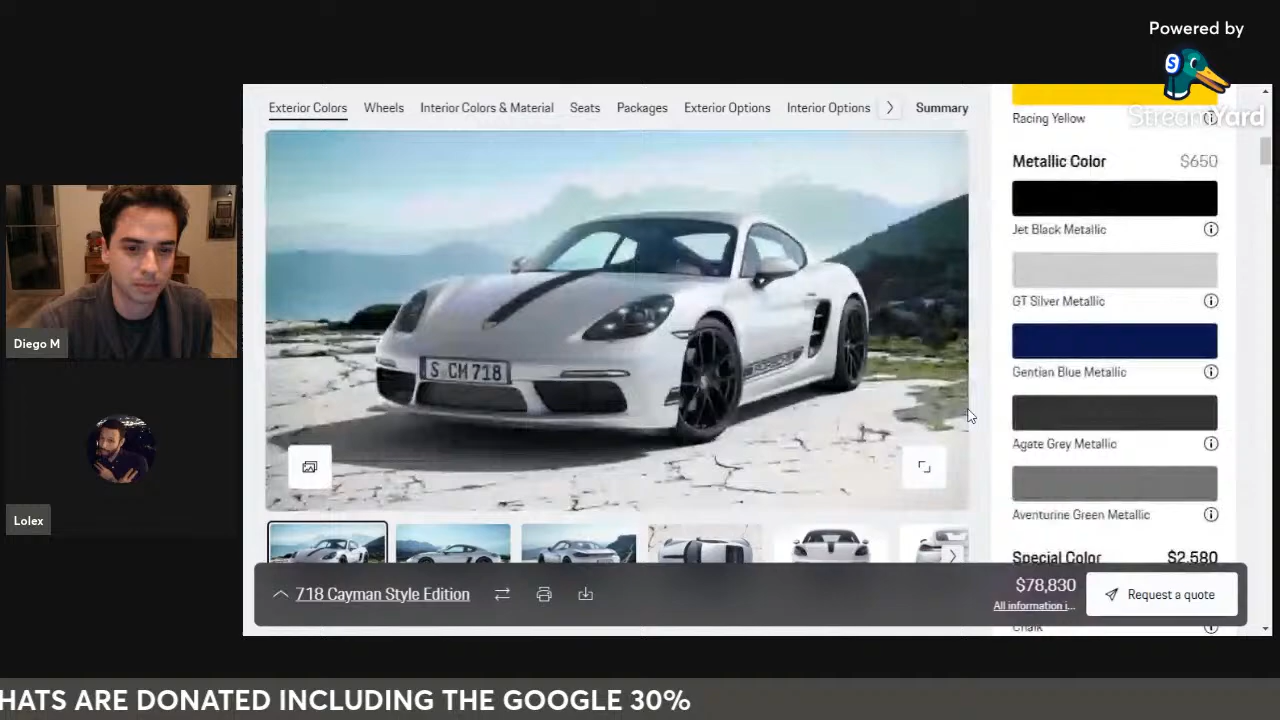 Powered by
S
StreamYard
Exterior Colors
Wheels
Interior Colors & Material
Seats
Packages
Exterior Options
Interior Options
Summary
Racing Yellow
Metallic Color
$650
Jet Black Metallic
GT Silver Metallic
Gentian Blue Metallic
Agate Grey Metallic
Aventurine Green Metallic
Special Color
$2,580
Chalk
S CM 718
PORSCHE
718 Cayman Style Edition
$78,830
All information i...
Request a quote
Diego M
Lolex
HATS ARE DONATED INCLUDING THE GOOGLE 30%